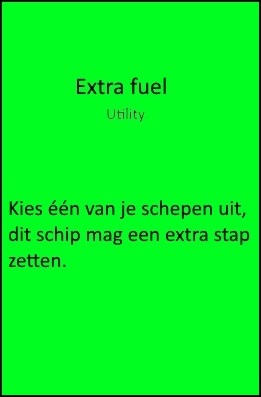 Extra fuel
Utility
Kies één van je schepen uit,
dit schip mag een extra stap
zetten.